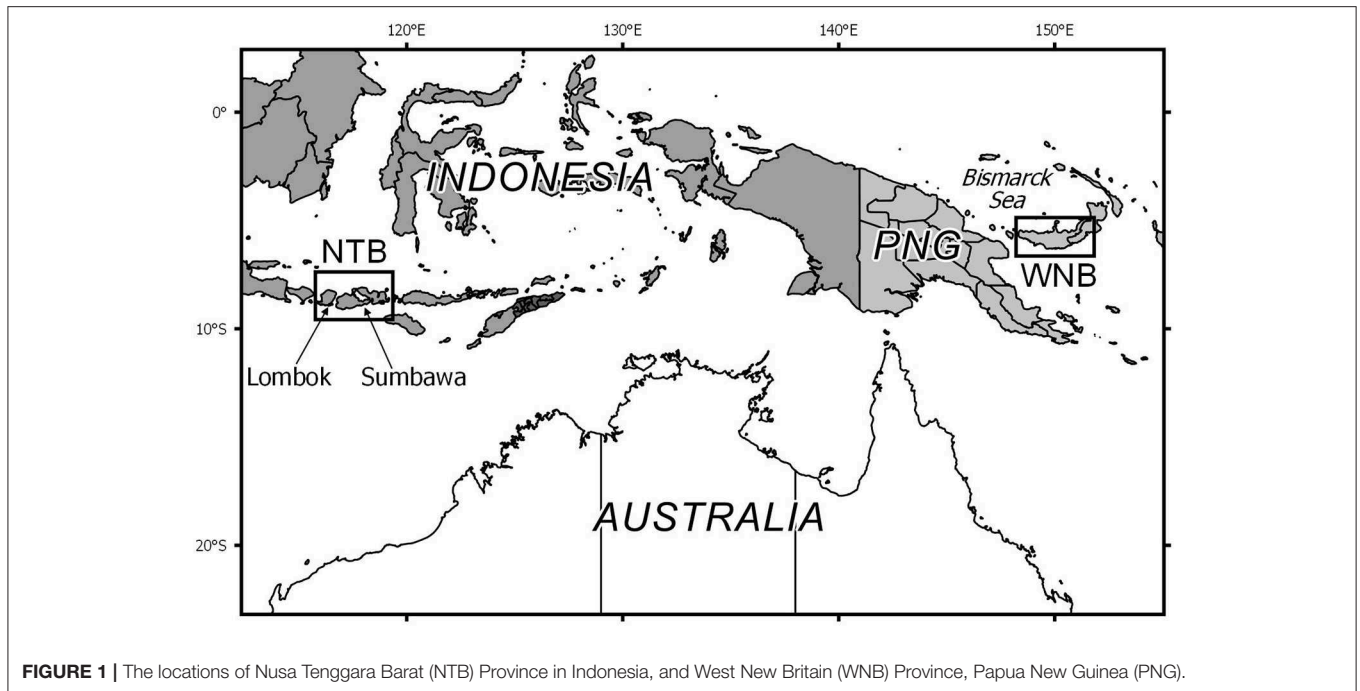 120°E
130°E
140°E
150°E
0°
INDONESIA
Bismarck
Sea
PNG
NTB
WNB
10°S
Lombok
Sumbawa
AUSTRALIA
20°S
FIGURE 1 | The locations of Nusa Tenggara Barat (NTB) Province in Indonesia, and West New Britain (WNB) Province, Papua New Guinea (PNG).